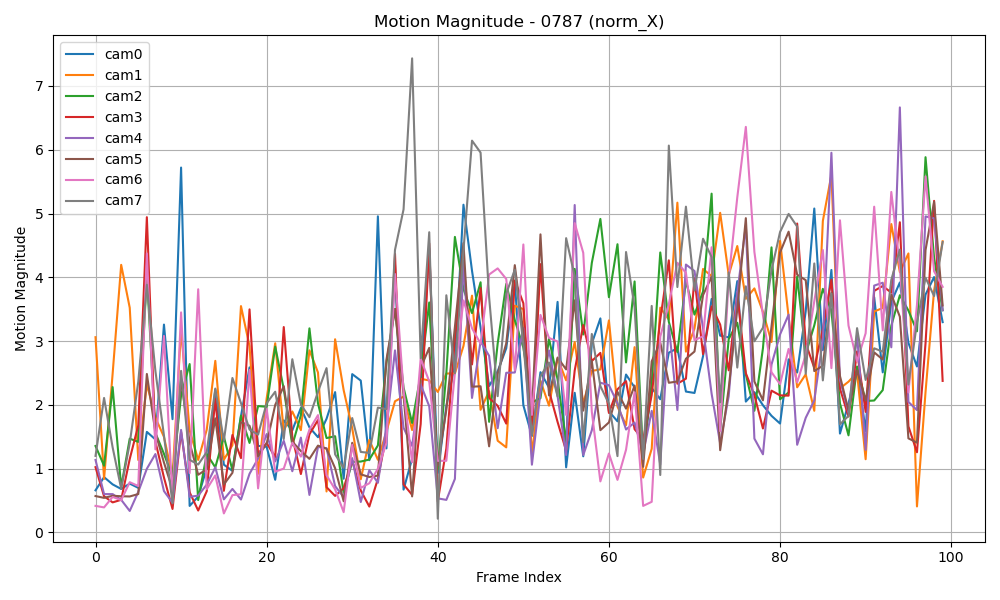 Motion Magnitude - 0787 (norm_X)
cam0
cam1
cam2
cam3
cam4
cam5
cam6
cam7
Motion Magnitude
7
6
5
4
3
2
1
0
0 20 40 60 80 100
Frame Index